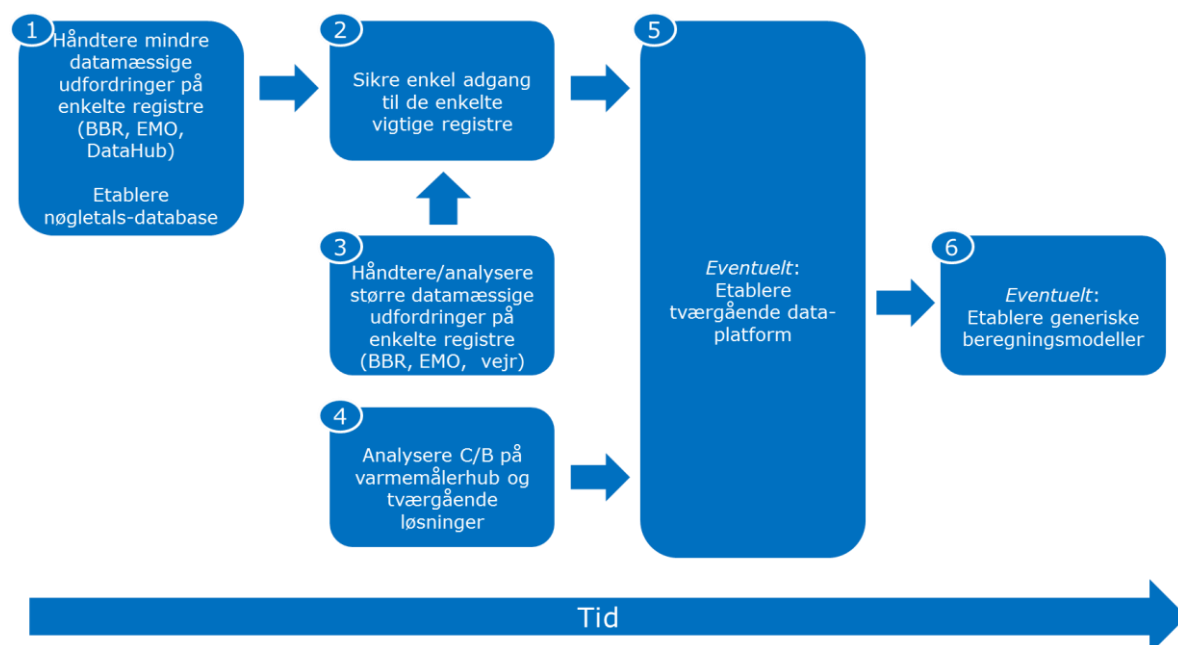 1
Håndtere mindre
datamæssige
udfordringer på
enkelte registre
(BBR, EMO,
DataHub)
Etablere
nøgletals-database
2
Sikre enkel adgang
til de enkelte
vigtige registre
3
Håndtere/analysere
større datamæssige
udfordringer på
enkelte registre
(BBR, EMO, vejr)
4
Analysere C/B på
varmemålerhub og
tværgående
løsninger
5
Eventuelt:
Etablere
tværgående data-
platform
6
Eventuelt:
Etablere generiske
beregningsmodeller
Tid